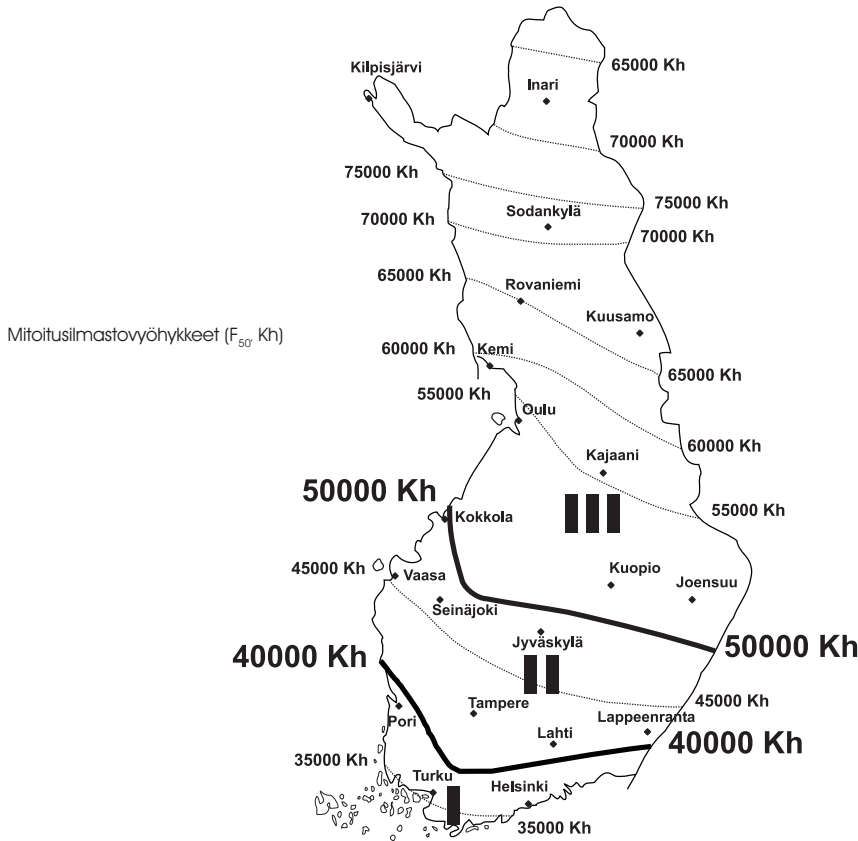 65000 Kh
Kilpisjärvi
Inari
70000 Kh
75000 Kh
75000 Kh
Sodankylä
70000 Kh
70000 Kh
65000 Kh
Rovaniemi
Kuusamo
Mitoitusilmastovyöhykkeet (F50, Kh)
60000 Kh
Kemi
65000 Kh
55000 Kh
Oulu
60000 Kh
Kajaani
50000 Kh
55000 Kh
Kokkola
III
45000 Kh
Vaasa
Kuopio
Joensuu
Seinäjoki
Jyväskylä
50000 Kh
40000 Kh
II
45000 Kh
Tampere
Lappeenranta
Pori
Lahti
40000 Kh
35000 Kh
Turku
Helsinki
I
35000 Kh